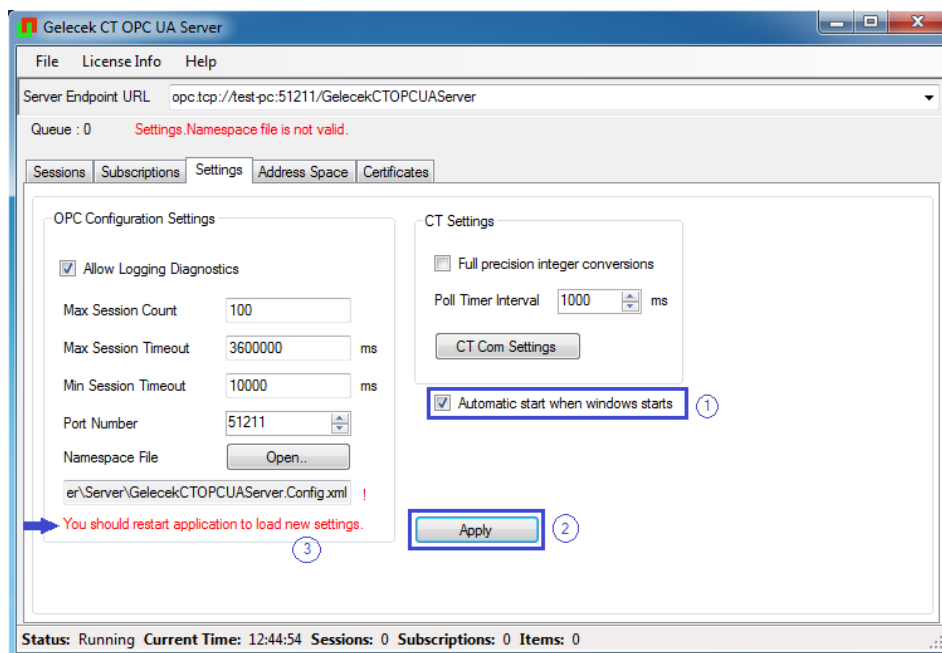 Gelecek CT OPC UA Server
File License Info Help
Server Endpoint URL opc.tcp://test-pc:51211/GelecekCTOPCUAServer
Queue : 0 Settings.Namespace file is not valid.
Sessions Subscriptions Settings Address Space Certificates
OPC Configuration Settings
Allow Logging Diagnostics
Max Session Count 100
Max Session Timeout 3600000 ms
Min Session Timeout 10000 ms
Port Number 51211
Namespace File Open..
er\Server\GelecekCTOPCUAServer.Config.xml !
You should restart application to load new settings.
3
CT Settings
Full precision integer conversions
Poll Timer Interval 1000 ms
CT Com Settings
Automatic start when windows starts 1
Apply 2
Status: Running Current Time: 12:44:54 Sessions: 0 Subscriptions: 0 Items: 0